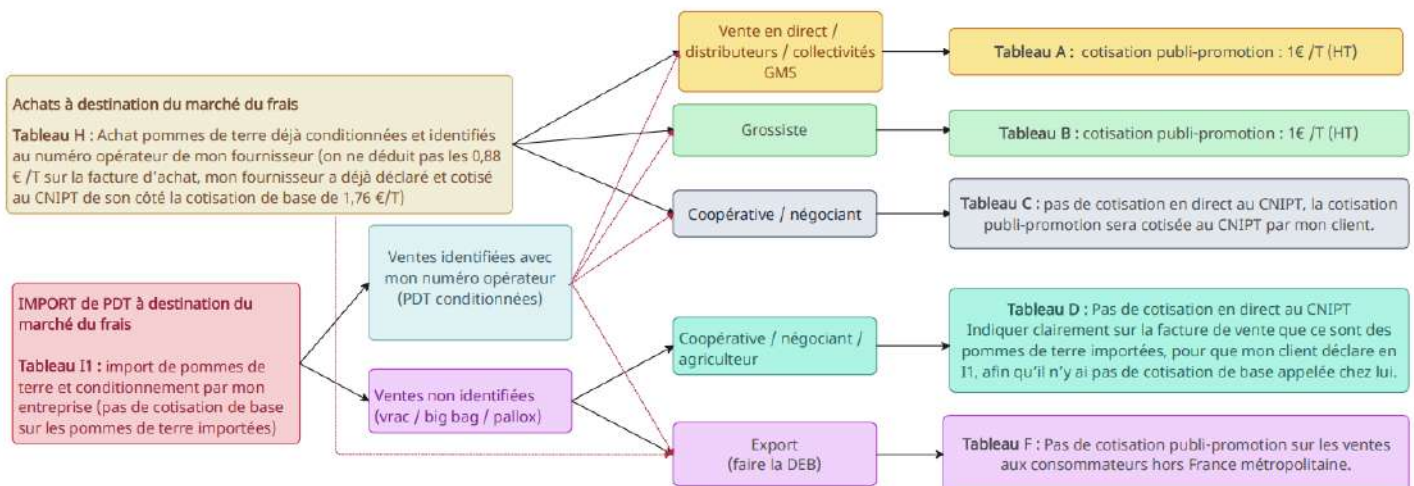 Achats à destination du marché du frais
Tableau H : Achat pommes de terre déjà conditionnées et identifiés
au numéro opérateur de mon fournisseur (on ne déduit pas les 0,88
€ /T sur la facture d'achat, mon fournisseur a déjà déclaré et cotisé
au CNIPT de son côté la cotisation de base de 1,76 €/T)
IMPORT de PDT à destination du
marché du frais
Tableau I1 : import de pommes de
terre et conditionnement par mon
entreprise (pas de cotisation de base
sur les pommes de terre importées)
Ventes identifiées avec
mon numéro opérateur
(PDT conditionnées)
Ventes non identifiées
(vrac / big bag / pallox)
Vente en direct /
distributeurs / collectivités
GMS
Grossiste
Coopérative / négociant
Coopérative / négociant /
agriculteur
Export
(faire la DEB)
Tableau A : cotisation publi-promotion : 1€ /T (HT)
Tableau B : cotisation publi-promotion : 1€ /T (HT)
Tableau C : pas de cotisation en direct au CNIPT, la cotisation
publi-promotion sera cotisée au CNIPT par mon client.
Tableau D : Pas de cotisation en direct au CNIPT
Indiquer clairement sur la facture de vente que ce sont des
pommes de terre importées, pour que mon client déclare en
I1, afin qu'il n'y ai pas de cotisation de base appelée chez lui.
Tableau F : Pas de cotisation publi-promotion sur les ventes
aux consommateurs hors France métropolitaine.